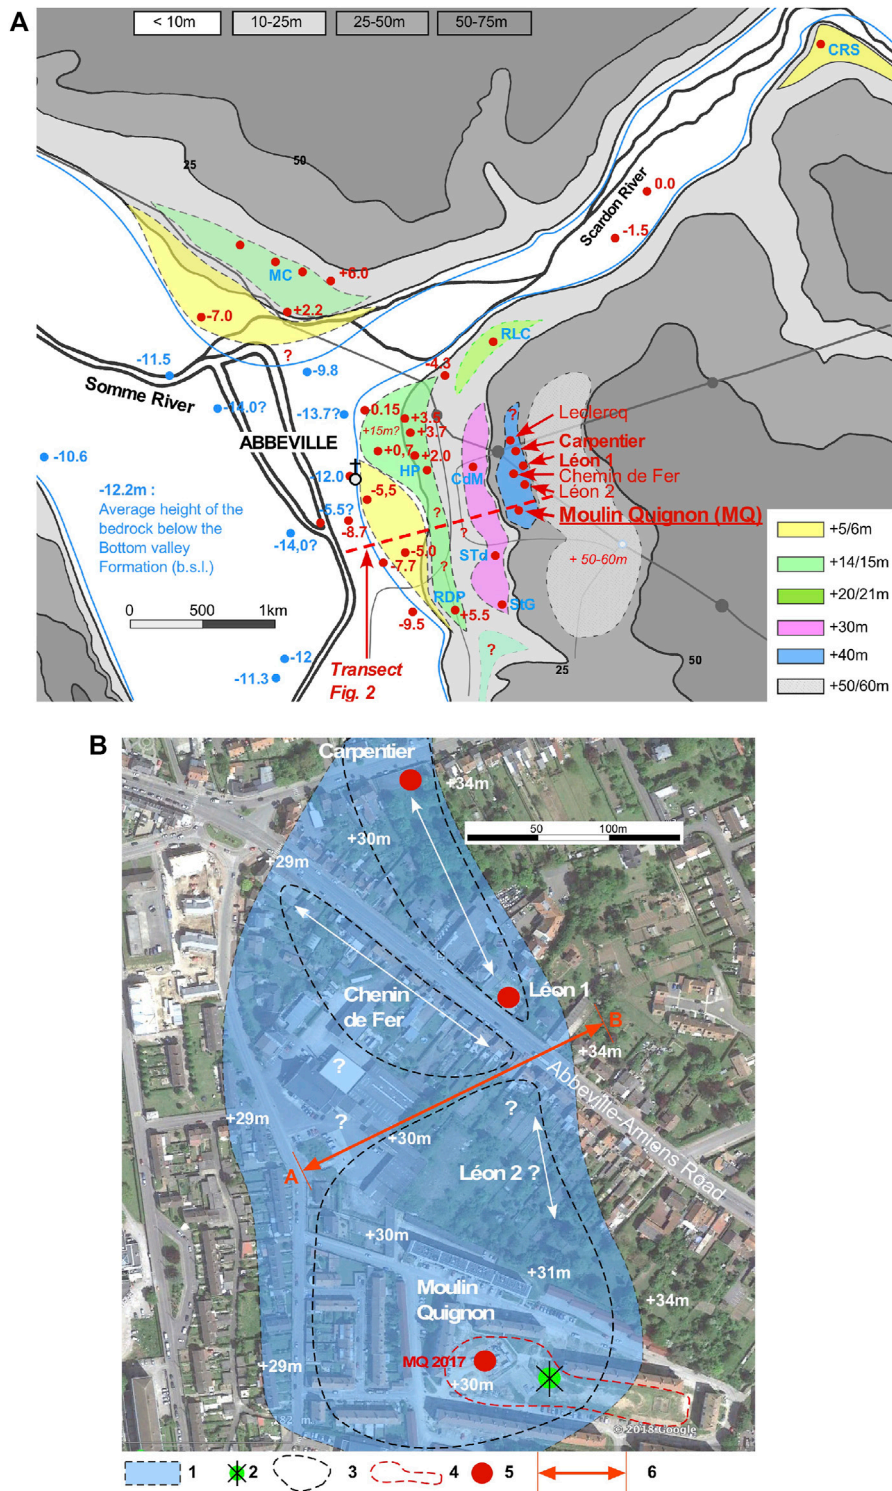 A
< 10m
10-25m
25-50m
50-75m
CRS
50
25
Scardon River
0.0
-1.5
MC
+6.0
-7.0
+2.2
?
RLC
-4.3
-11.5
-9.8
Somme River
-14.0?
-13.7?
ABBEVILLE
+0.15
+3.5
+15m?
+3.7
+0,7
+2.0
HP
CdM
?
Leclercq
Carpentier
Léon 1
Chemin de Fer
Léon 2
Moulin Quignon (MQ)
-10.6
-12.0
-5,5
-5.5?
-8.7
-14,0?
-12.2m :
Average height of the
bedrock below the
Bottom valley
Formation (b.s.l.)
?
?
?
-5.0
-7.7
STd
+ 50-60m
RDP
+5.5
StG
-9.5
0
500
1km
-12
-11.3
Transect
Fig. 2
?
25
50
+5/6m
+14/15m
+20/21m
+30m
+40m
+50/60m
B
Carpentier
+34m
50
100m
+30m
+29m
Léon 1
Chenin
de Fer
B
+34m
?
?
?
+29m
+30m
A
Léon 2 ?
Abbeville-Amiens Road
+30m
+31m
Moulin
Quignon
+34m
+29m
MQ 2017
+30m
© 2018 Google
1
2
3
4
5
6